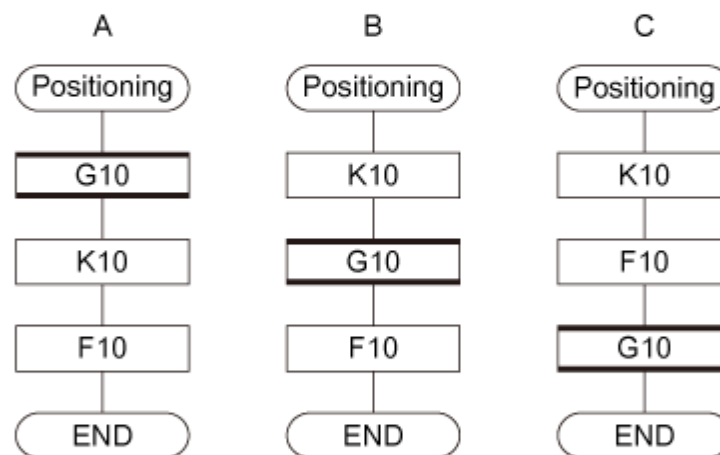 A B C
Positioning Positioning Positioning
G10 K10 K10
K10 G10 F10
F10 F10 G10
END END END